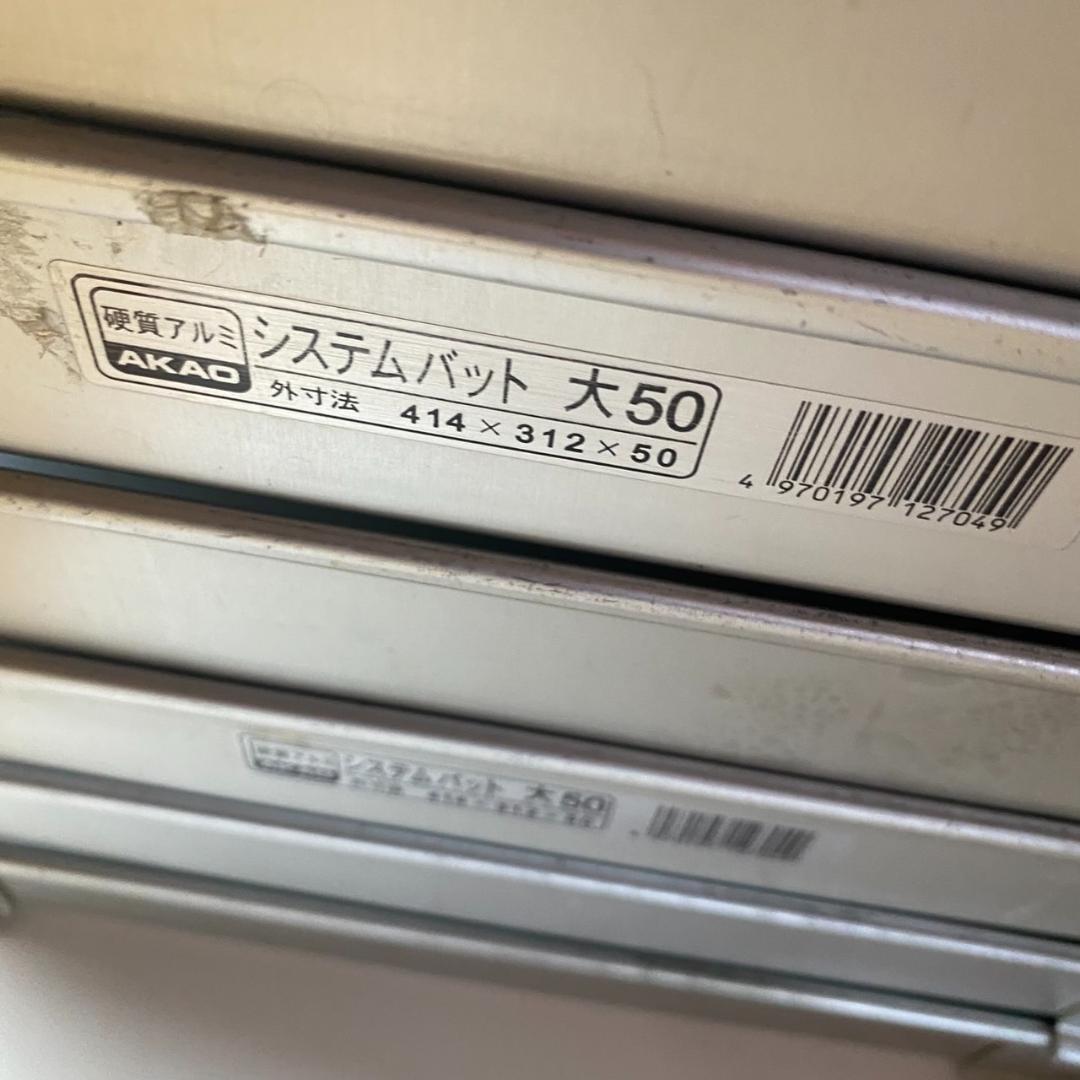 硬質アルミ
AKAO
システムバット 大50
外寸法 414×312×50
4 970197 127049
システムバット 大50